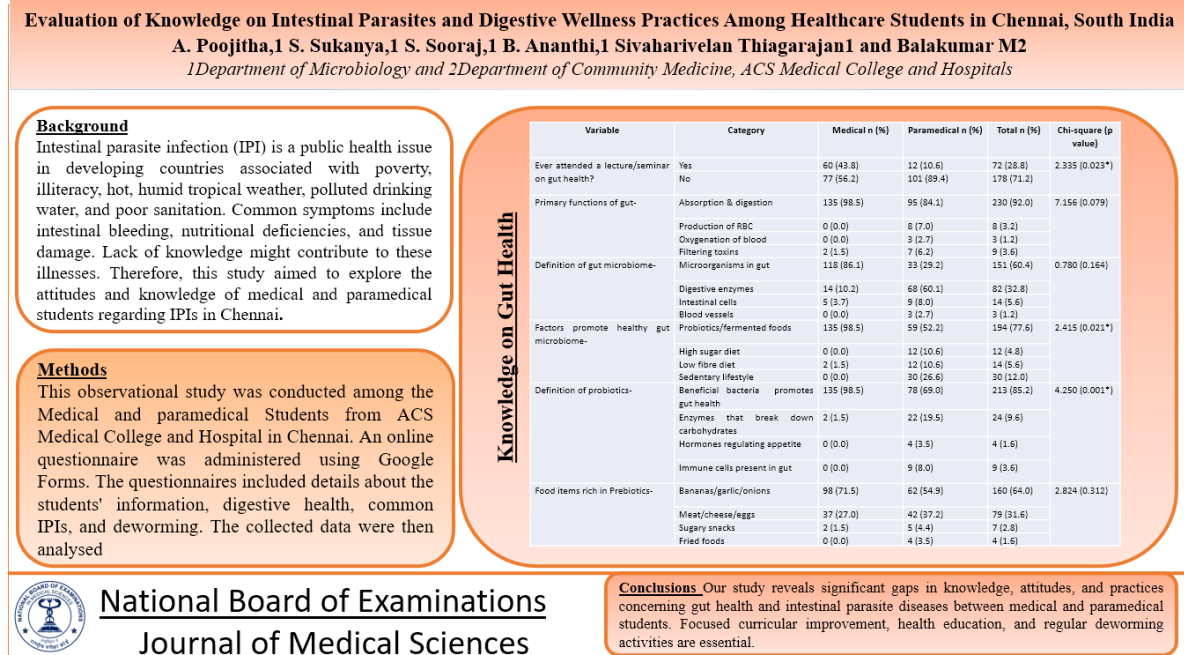 Evaluation of Knowledge on Intestinal Parasites and Digestive Wellness Practices Among Healthcare Students in Chennai, South India
A. Poojitha,1 S. Sukanya,1 S. Sooraj,1 B. Ananthi,1 Sivaharivelan Thiagarajan1 and Balakumar M2
1Department of Microbiology and 2Department of Community Medicine, ACS Medical College and Hospitals
Background
Intestinal parasite infection (IPI) is a public health issue
in developing countries associated with poverty,
illiteracy, hot, humid tropical weather, polluted drinking
water, and poor sanitation. Common symptoms include
intestinal bleeding, nutritional deficiencies, and tissue
damage. Lack of knowledge might contribute to these
illnesses. Therefore, this study aimed to explore the
attitudes and knowledge of medical and paramedical
students regarding IPIs in Chennai.
Methods
This observational study was conducted among the
Medical and paramedical Students from ACS
Medical College and Hospital in Chennai. An online
questionnaire was administered using Google
Forms. The questionnaires included details about the
students' information, digestive health, common
IPIs, and deworming. The collected data were then
analysed
Knowledge on Gut Health
Variable Category Medical n (%) Paramedical n (%) Total n (%) Chi-square (p
value)
Ever attended a lecture/seminar Yes 60 (43.8) 12 (10.6) 72 (28.8) 2.335 (0.023*)
on gut health? No 77 (56.2) 101 (89.4) 178 (71.2)
Primary functions of gut- Absorption & digestion 135 (98.5) 95 (84.1) 230 (92.0) 7.156 (0.079)
Production of RBC 0 (0.0) 8 (7.0) 8 (3.2)
Oxygenation of blood 0 (0.0) 3 (2.7) 3 (1.2)
Filtering toxins 2 (1.5) 7 (6.2) 9 (3.6)
Definition of gut microbiome- Microorganisms in gut 118 (86.1) 33 (29.2) 151 (60.4) 0.780 (0.164)
Digestive enzymes 14 (10.2) 68 (60.1) 82 (32.8)
Intestinal cells 5 (3.7) 9 (8.0) 14 (5.6)
Blood vessels 0 (0.0) 3 (2.7) 3 (1.2)
Factors promote healthy gut Probiotics/fermented foods 135 (98.5) 59 (52.2) 194 (77.6) 2.415 (0.021*)
microbiome-
High sugar diet 0 (0.0) 12 (10.6) 12 (4.8)
Low fibre diet 2 (1.5) 12 (10.6) 14 (5.6)
Sedentary lifestyle 0 (0.0) 30 (26.6) 30 (12.0)
Definition of probiotics- Beneficial bacteria promotes 135 (98.5) 78 (69.0) 213 (85.2) 4.250 (0.001*)
gut health
Enzymes that break down 2 (1.5) 22 (19.5) 24 (9.6)
carbohydrates
Hormones regulating appetite 0 (0.0) 4 (3.5) 4 (1.6)
Immune cells present in gut 0 (0.0) 9 (8.0) 9 (3.6)
Food items rich in Prebiotics- Bananas/garlic/onions 98 (71.5) 62 (54.9) 160 (64.0) 2.824 (0.312)
Meat/cheese/eggs 37 (27.0) 42 (37.2) 79 (31.6)
Sugary snacks 2 (1.5) 5 (4.4) 7 (2.8)
Fried foods 0 (0.0) 4 (3.5) 4 (1.6)
National Board of Examinations
Journal of Medical Sciences
Conclusions Our study reveals significant gaps in knowledge, attitudes, and practices
concerning gut health and intestinal parasite diseases between medical and paramedical
students. Focused curricular improvement, health education, and regular deworming
activities are essential.